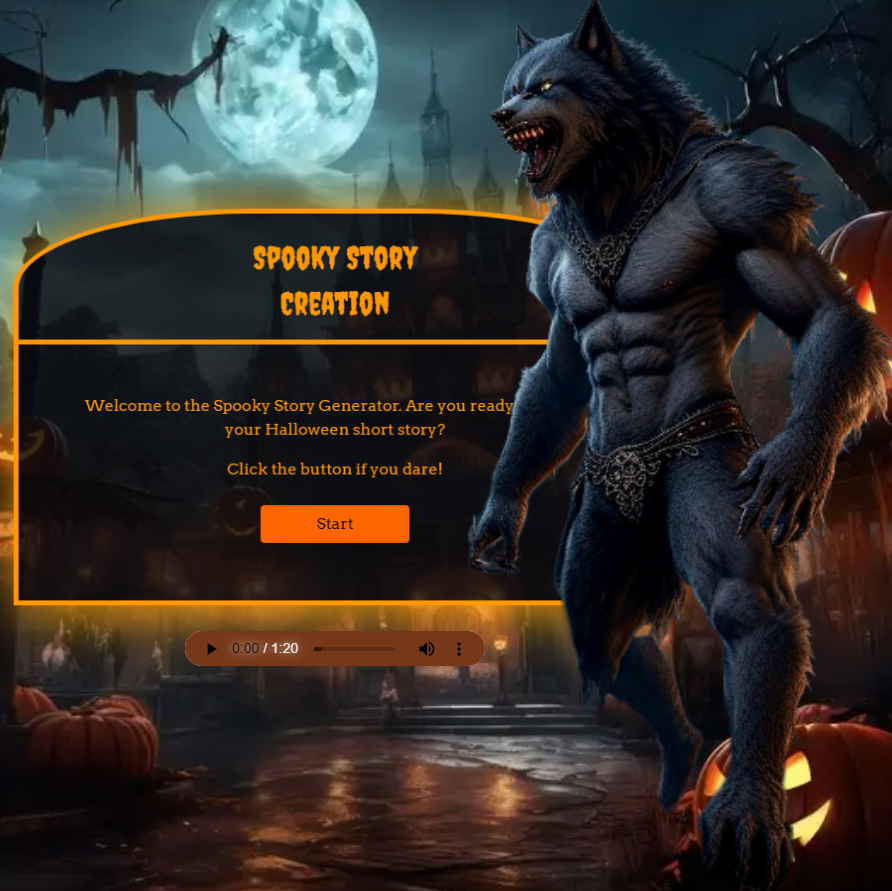 SPOOKY STORY
CREATION
Welcome to the Spooky Story Generator. Are you ready
your Halloween short story?
Click the button if you dare!
Start
0:00 / 1:20